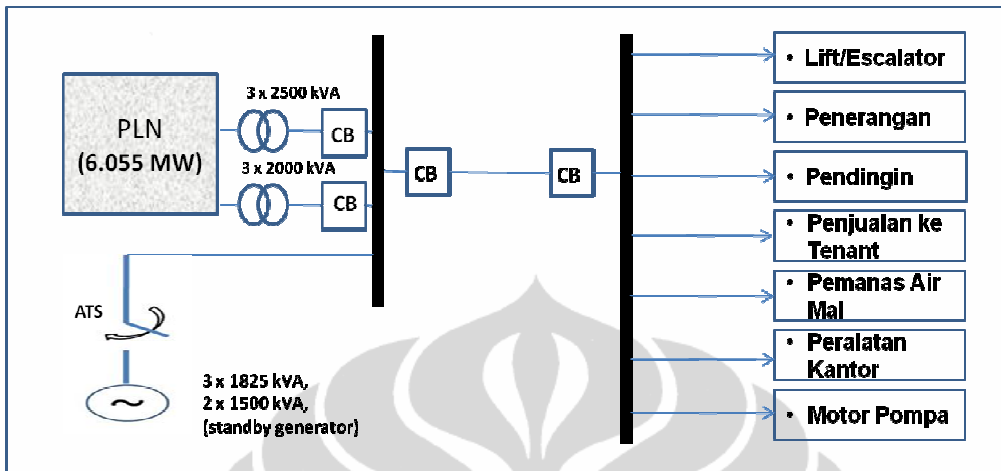 PLN
(6.055 MW)
3 x 2500 kVA
CB
3 x 2000 kVA
CB
CB
CB
ATS
~
3 x 1825 kVA,
2 x 1500 kVA,
(standby generator)
• Lift/Escalator
• Penerangan
• Pendingin
• Penjualan ke
Tenant
• Pemanas Air
Mal
• Peralatan
Kantor
• Motor Pompa